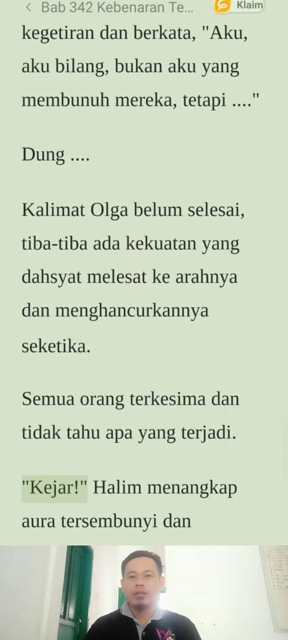 Bab 342 Kebenaran Te...
Klaim
kegetiran dan berkata, "Aku,
aku bilang, bukan aku yang
membunuh mereka, tetapi ...."
Dung ....
Kalimat Olga belum selesai,
tiba-tiba ada kekuatan yang
dahsyat melesat ke arahnya
dan menghancurkannya
seketika.
Semua orang terkesima dan
tidak tahu apa yang terjadi.
"Kejar!" Halim menangkap
aura tersembunyi dan